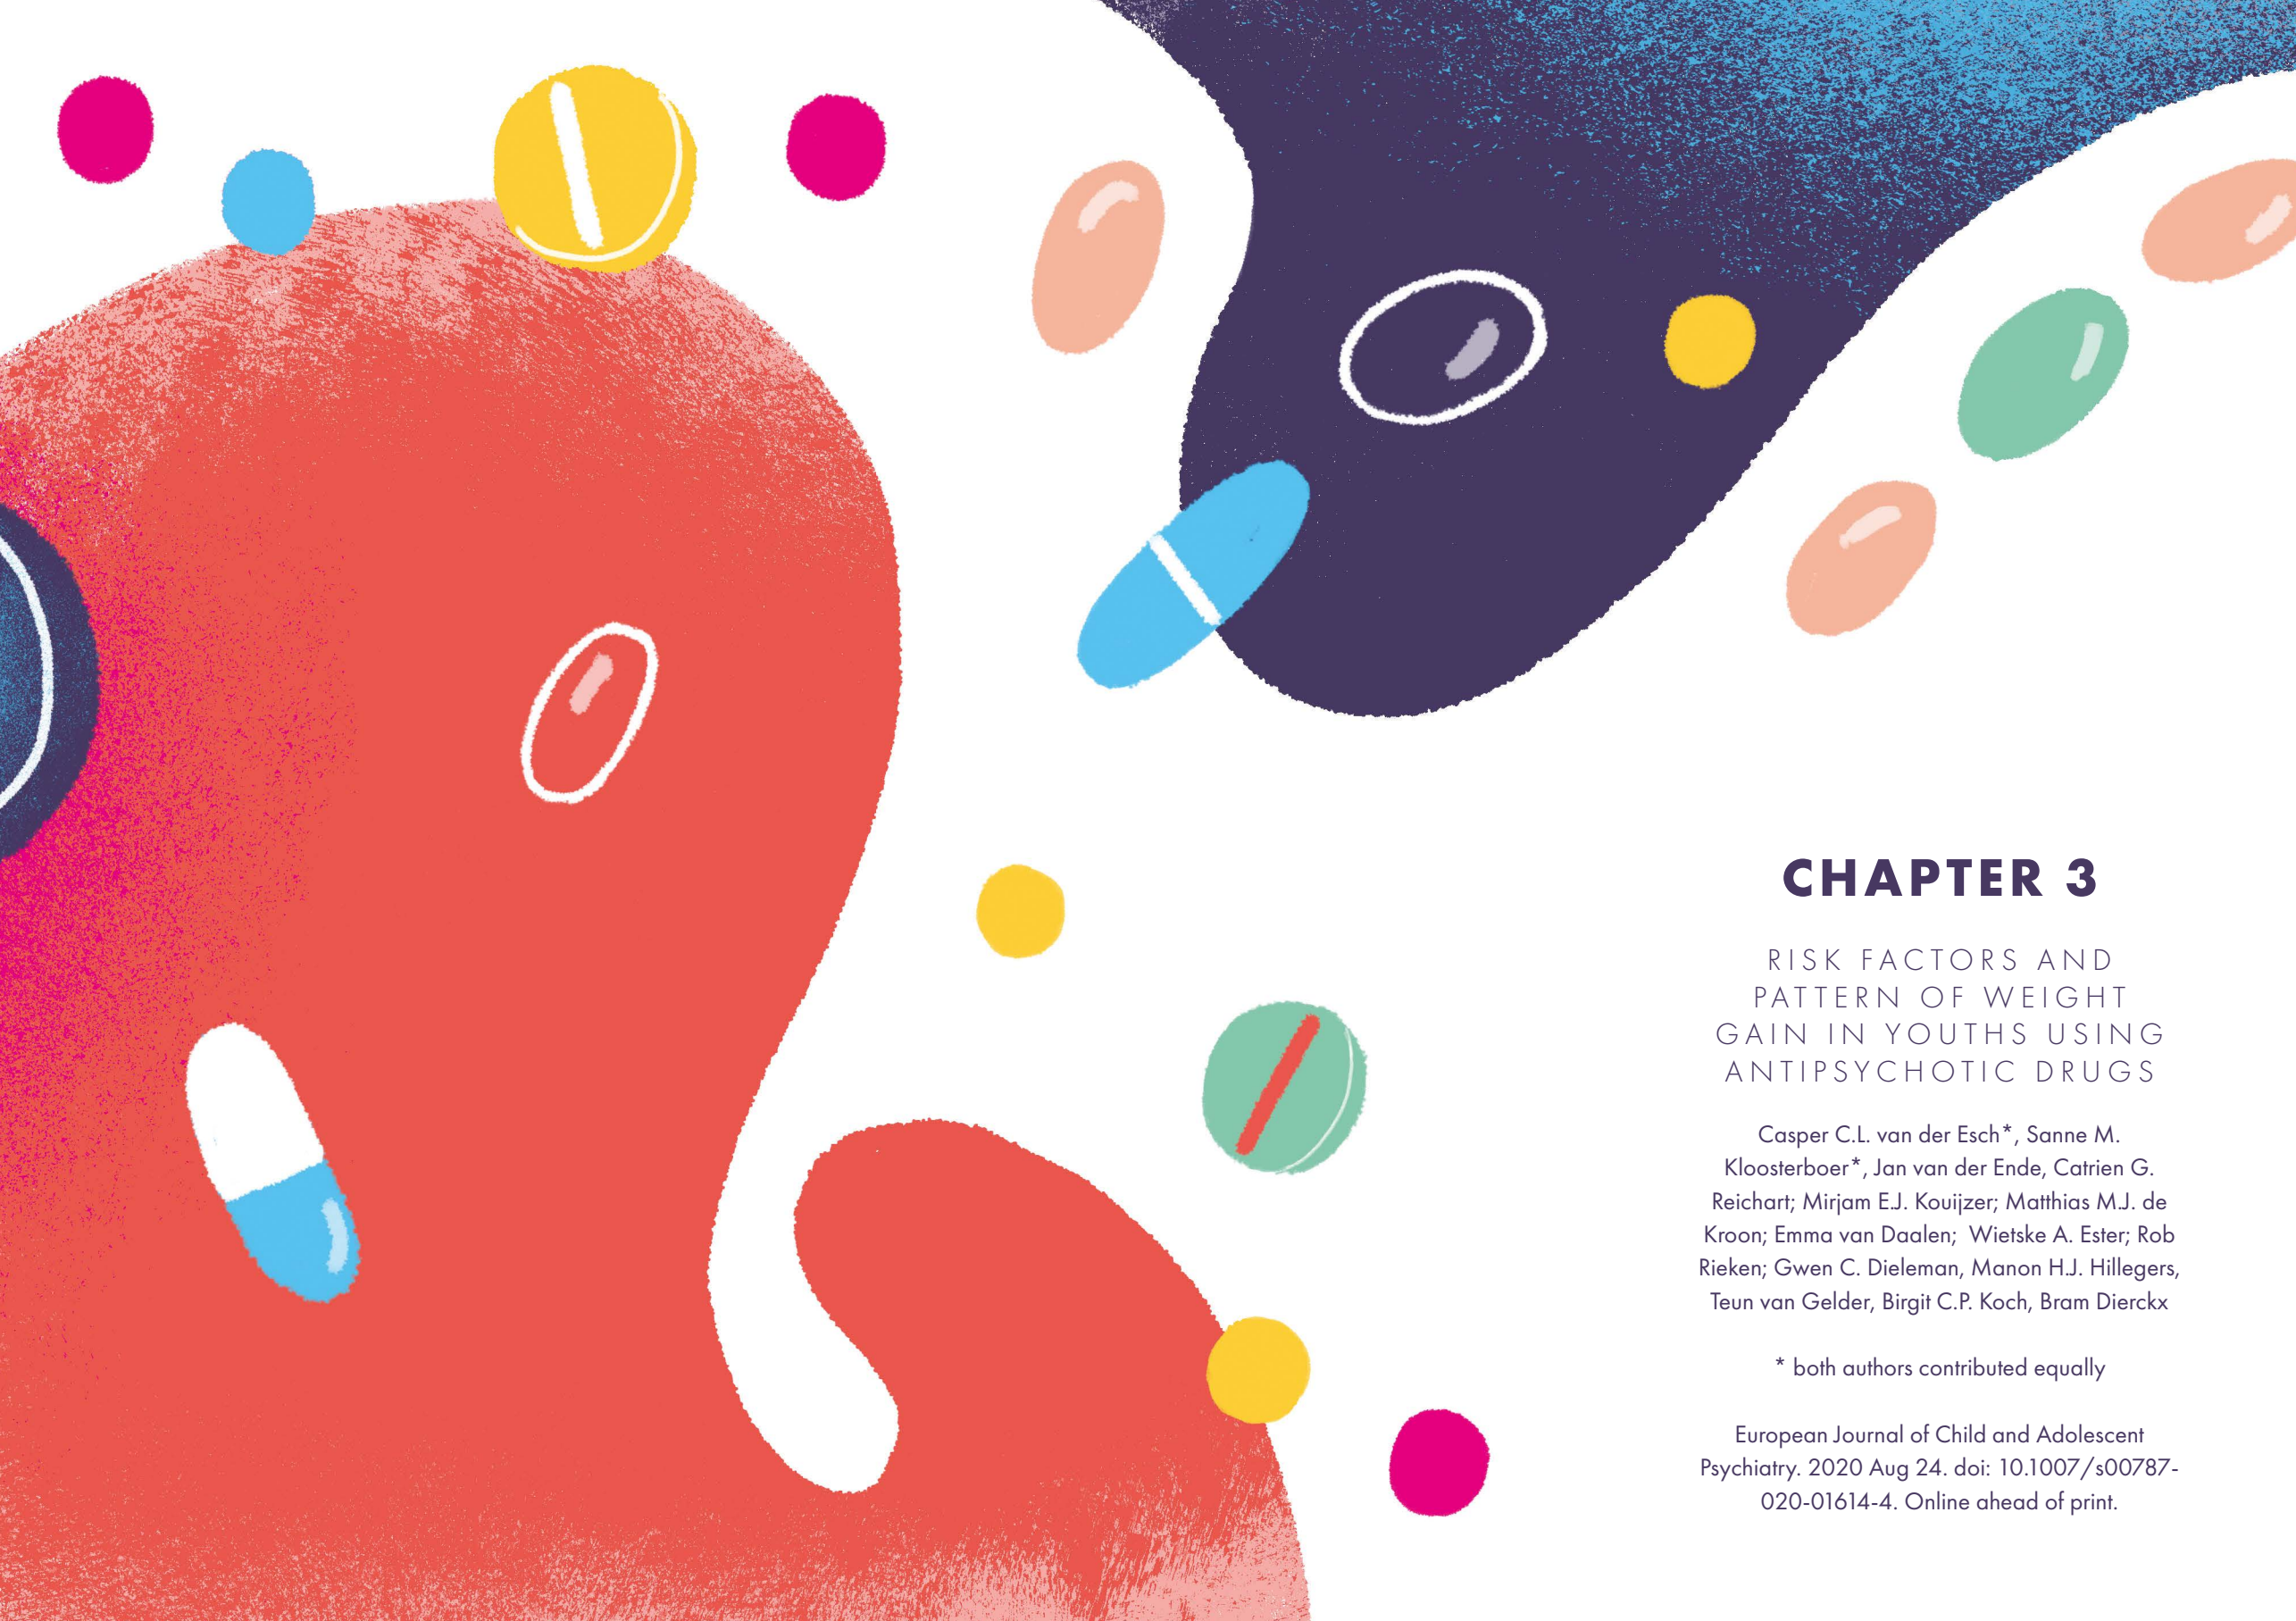 CHAPTER 3
RISK FACTORS AND
PATTERN OF WEIGHT
GAIN IN YOUTHS USING
ANTIPSYCHOTIC DRUGS
Casper C.L. van der Esch*, Sanne M.
Kloosterboer*, Jan van der Ende, Catrien G.
Reichart; Mirjam E.J. Kouijzer; Matthias M.J. de
Kroon; Emma van Daalen;  Wietske A. Ester; Rob
Rieken; Gwen C. Dieleman, Manon H.J. Hillegers,
Teun van Gelder, Birgit C.P. Koch, Bram Dierckx
* both authors contributed equally
European Journal of Child and Adolescent
Psychiatry. 2020 Aug 24. doi: 10.1007/s00787-
020-01614-4. Online ahead of print.